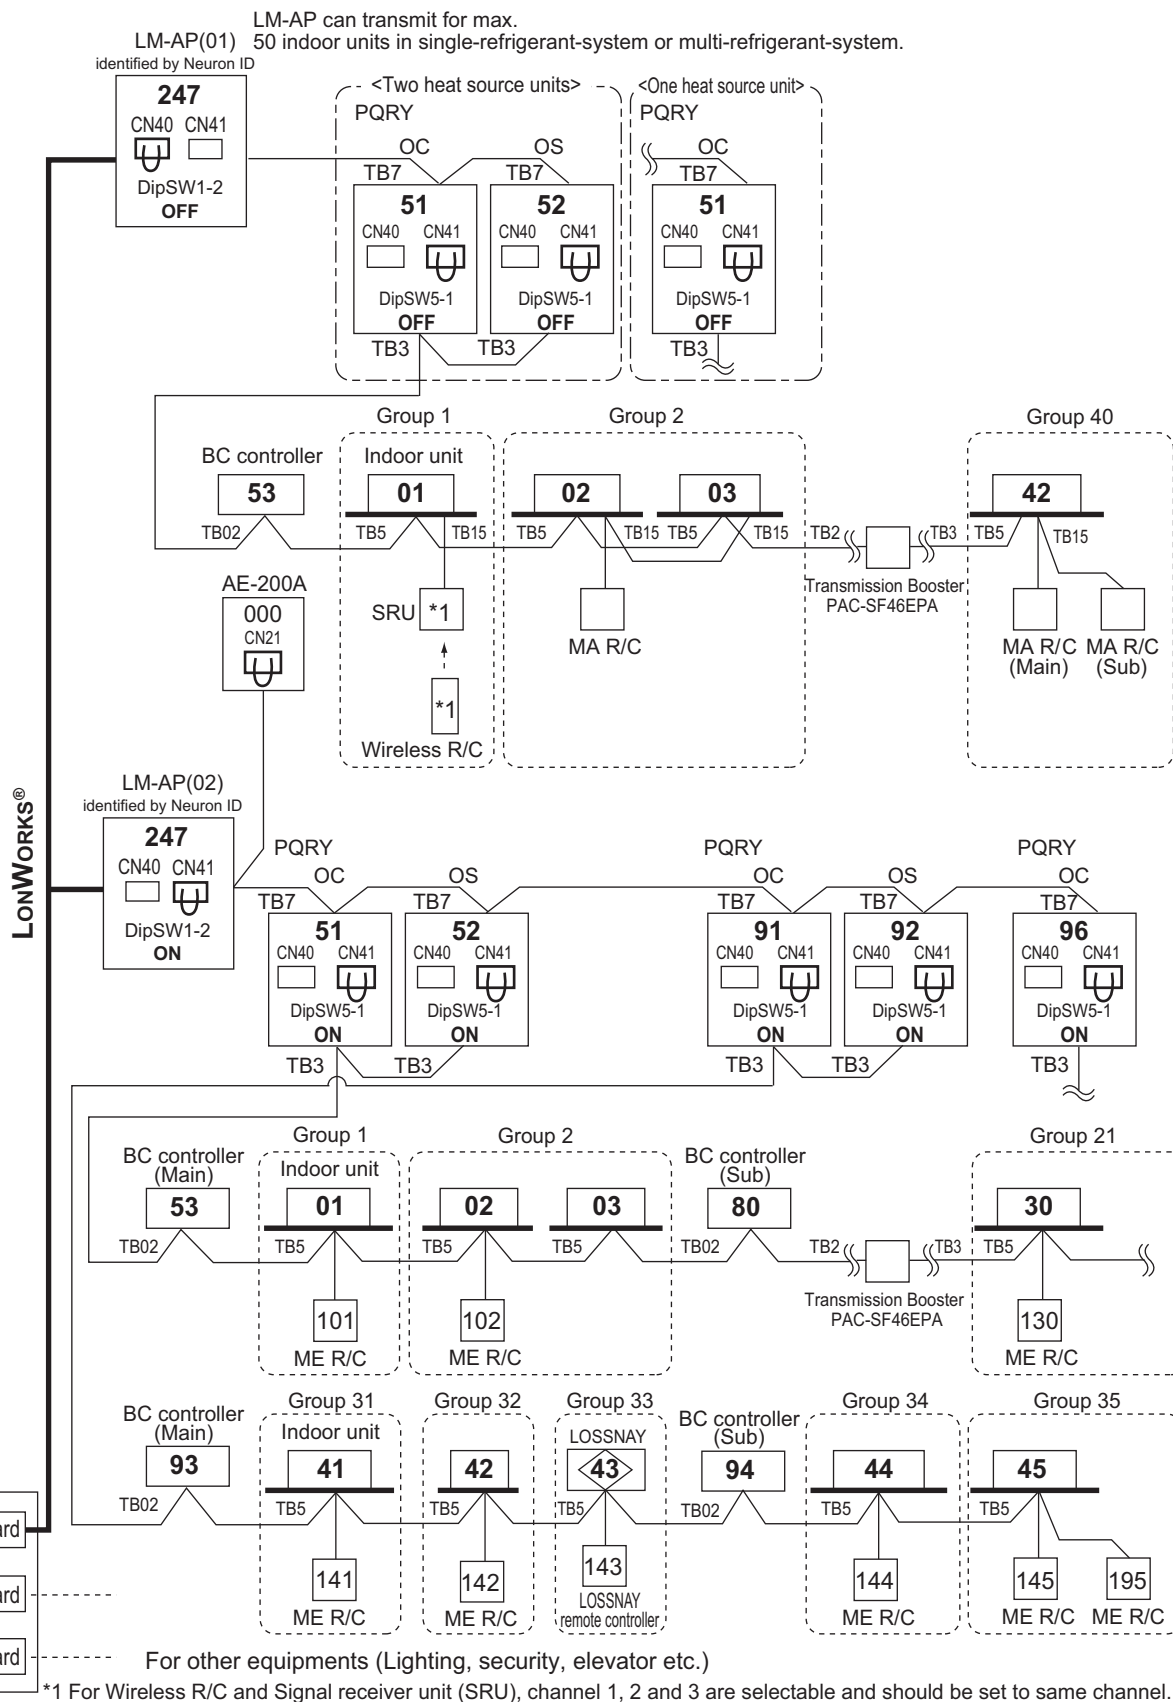 LM-AP can transmit for max.
50 indoor units in single-refrigerant-system or multi-refrigerant-system.
LM-AP(01)
identified by Neuron ID
247
CN40 CN41
DipSW1-2
OFF
<Two heat source units>
PQRY
OC OS
TB7 TB7
51 52
CN40 CN41 CN40 CN41
DipSW5-1 DipSW5-1
OFF OFF
TB3 TB3
<One heat source unit>
PQRY
OC
TB7
51
CN40 CN41
DipSW5-1
OFF
TB3
Group 1 Group 2 Group 40
BC controller Indoor unit
53 01 02 03 42
TB02 TB5 TB15 TB5 TB15 TB5 TB15 TB2 TB3 TB5 TB15
Transmission Booster
PAC-SF46EPA
AE-200A
000
CN21
SRU *1
*1
Wireless R/C
MA R/C
MA R/C MA R/C
(Main) (Sub)
LONWORKS®
LM-AP(02)
identified by Neuron ID
247
CN40 CN41
DipSW1-2
ON
PQRY PQRY PQRY
OC OS OC OS OC
TB7 TB7 TB7 TB7 TB7
51 52 91 92 96
CN40 CN41 CN40 CN41 CN40 CN41 CN40 CN41 CN40 CN41
DipSW5-1 DipSW5-1 DipSW5-1 DipSW5-1 DipSW5-1
ON ON ON ON ON
TB3 TB3 TB3 TB3 TB3
Group 1 Group 2 Group 21
BC controller
(Main)
Indoor unit
BC controller
(Sub)
53 01 02 03 80 30
TB02 TB5 TB5 TB5 TB02 TB2 TB3 TB5
Transmission Booster
PAC-SF46EPA
101 102 130
ME R/C ME R/C ME R/C
Group 31 Group 32 Group 33 Group 34 Group 35
BC controller
(Main)
Indoor unit
LOSSNAY
BC controller
(Sub)
93 41 42 43 94 44 45
TB02 TB5 TB5 TB5 TB02 TB5 TB5
141 142 143 144 145 195
ME R/C ME R/C
LOSSNAY
remote controller
ME R/C ME R/C ME R/C
ard
ard
ard
For other equipments (Lighting, security, elevator etc.)
*1 For Wireless R/C and Signal receiver unit (SRU), channel 1, 2 and 3 are selectable and should be set to same channel